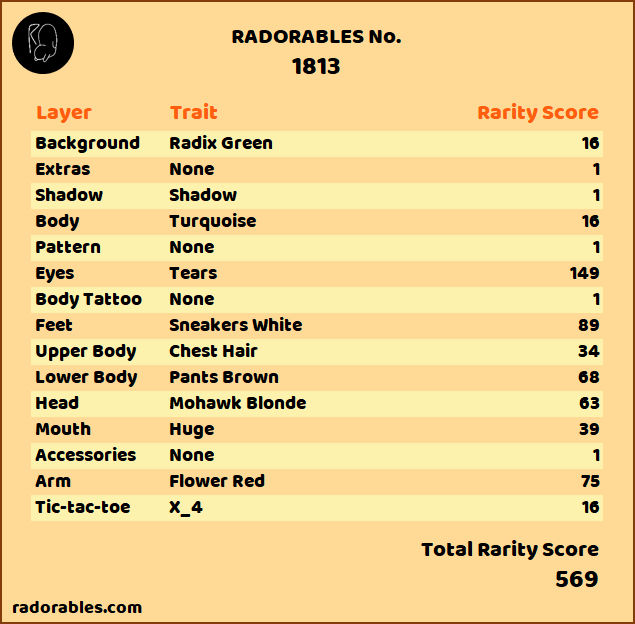 RADORABLES No.
1813
Layer Trait Rarity Score
Background Radix Green 16
Extras None 1
Shadow Shadow 1
Body Turquoise 16
Pattern None 1
Eyes Tears 149
Body Tattoo None 1
Feet Sneakers White 89
Upper Body Chest Hair 34
Lower Body Pants Brown 68
Head Mohawk Blonde 63
Mouth Huge 39
Accessories None 1
Arm Flower Red 75
Tic-tac-toe X_4 16
Total Rarity Score
569
radorables.com